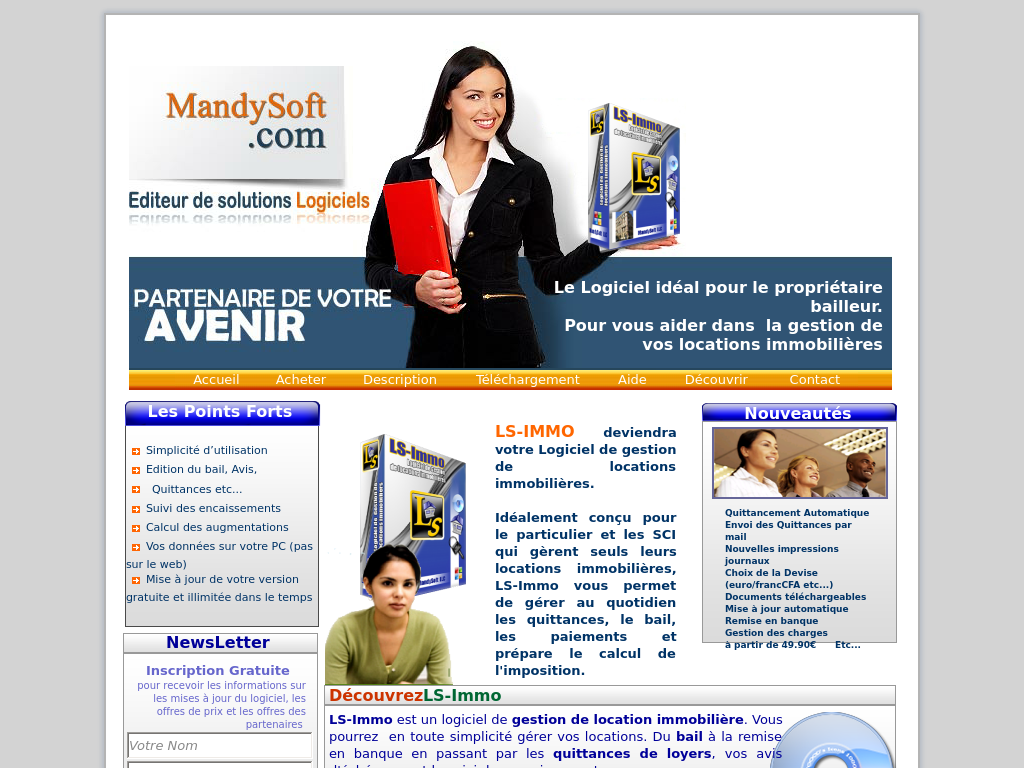 MandySoft
.com
Editeur de solutions Logiciels
LS-Immo
Ls
MandySoft LLC
PARTENAIRE DE VOTRE
AVENIR
Le Logiciel idéal pour le propriétaire
bailleur.
Pour vous aider dans la gestion de
vos locations immobilières
Accueil Acheter Description Téléchargement Aide Découvrir Contact
Les Points Forts
Simplicité d’utilisation
Edition du bail, Avis,
Quittances etc...
Suivi des encaissements
Calcul des augmentations
Vos données sur votre PC (pas
sur le web)
Mise à jour de votre version
gratuite et illimitée dans le temps
NewsLetter
Inscription Gratuite
pour recevoir les informations sur
les mises à jour du logiciel, les
offres de prix et les offres des
partenaires
Votre Nom
LS-Immo
Ls
LS-IMMO deviendra
votre Logiciel de gestion
de locations
immobilières.
Idéalement conçu pour
le particulier et les SCI
qui gèrent seuls leurs
locations immobilières,
LS-Immo vous permet
de gérer au quotidien
les quittances, le bail,
les paiements et
prépare le calcul de
l'imposition.
Nouveautés
Quittancement Automatique
Envoi des Quittances par
mail
Nouvelles impressions
journaux
Choix de la Devise
(euro/francCFA etc...)
Documents téléchargeables
Mise à jour automatique
Remise en banque
Gestion des charges
à partir de 49.90€ Etc...
DécouvrezLS-Immo
LS-Immo est un logiciel de gestion de location immobilière. Vous
pourrez en toute simplicité gérer vos locations. Du bail à la remise
en banque en passant par les quittances de loyers, vos avis